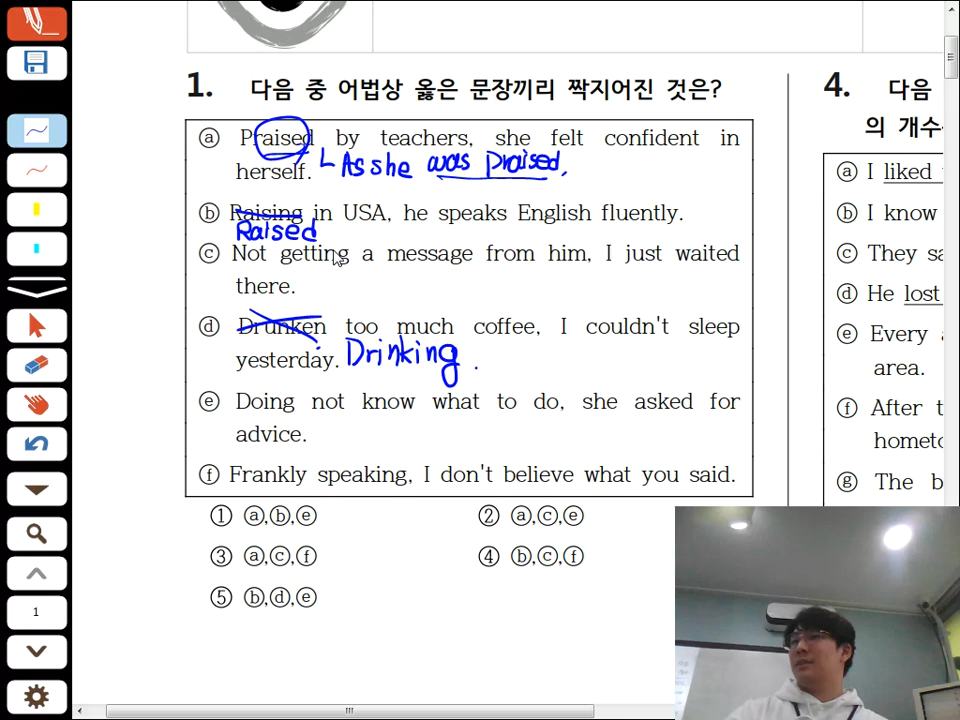 1. 다음 중 어법상 옳은 문장끼리 짝지어진 것은?
ⓐ Praised by teachers, she felt confident in
herself. As she was praised.
ⓑ Raising in USA, he speaks English fluently.
Raised
ⓒ Not getting a message from him, I just waited
there.
ⓓ Drunken too much coffee, I couldn't sleep
yesterday. Drinking.
ⓔ Doing not know what to do, she asked for
advice.
ⓕ Frankly speaking, I don't believe what you said.
① ⓐ,ⓑ,ⓔ
② ⓐ,ⓒ,ⓔ
③ ⓐ,ⓒ,ⓕ
④ ⓑ,ⓒ,ⓕ
⑤ ⓑ,ⓓ,ⓔ
4. 다음
의 개수
ⓐ I liked
ⓑ I know
ⓒ They sa
ⓓ He lost
ⓔ Every
area.
ⓕ After t
hometo
ⓖ The b
1